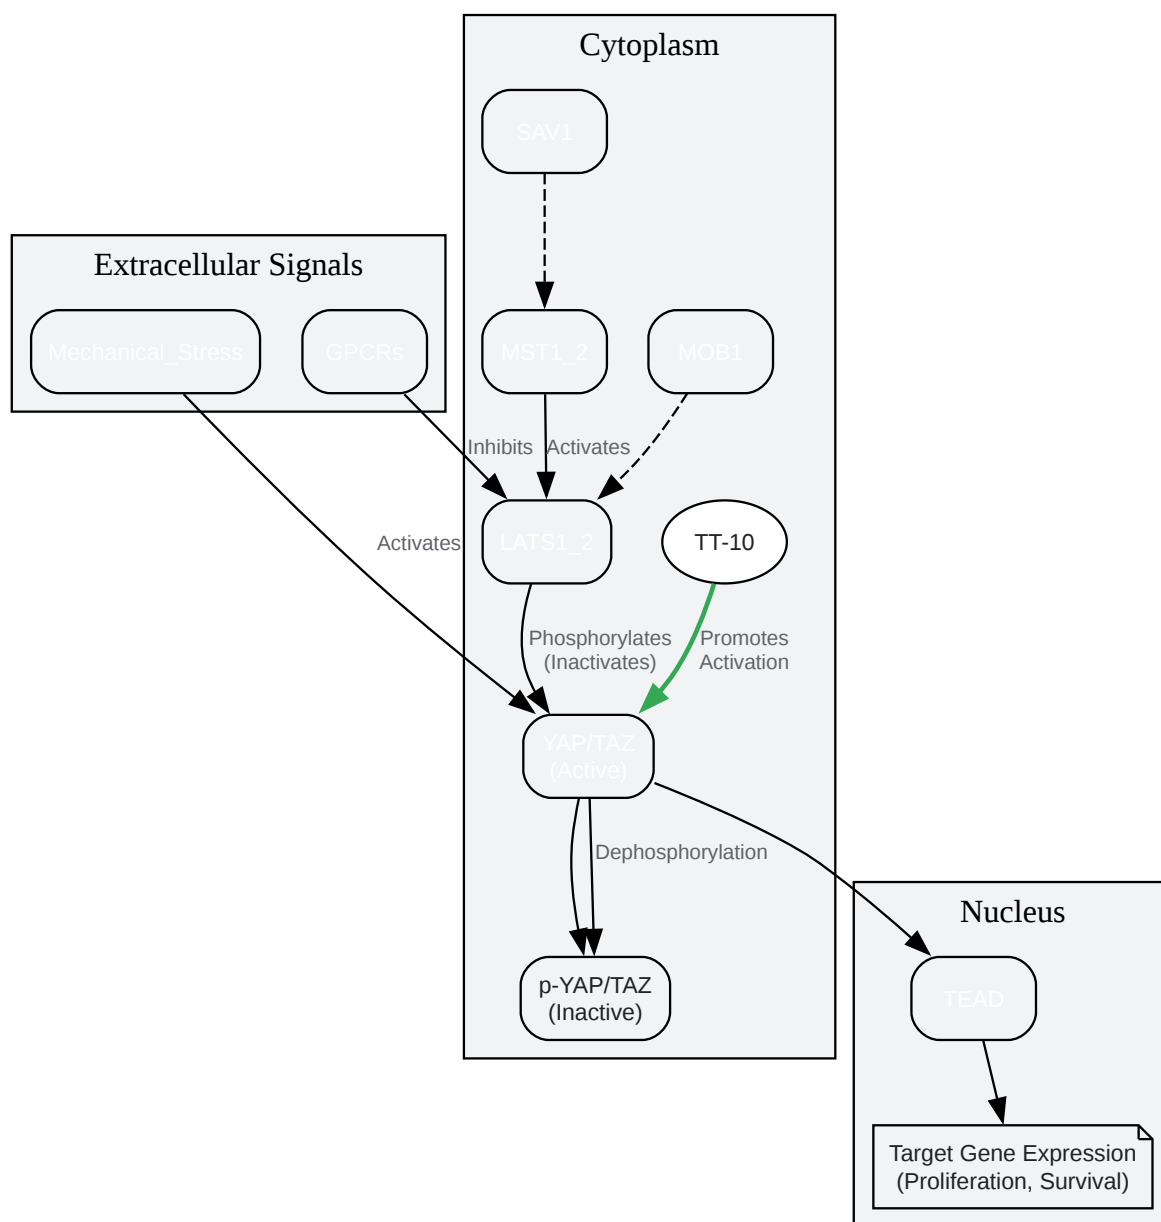 Cytoplasm
SAV1
Extracellular Signals
Mechanical_Stress
GPCRs
MST1_2
MOB1
Inhibits
Activates
Activates
LATS1_2
TT-10
Phosphorylates
(Inactivates)
Promotes
Activation
YAP/TAZ
(Active)
Dephosphorylation
Nucleus
p-YAP/TAZ
(Inactive)
TEAD
Target Gene Expression
(Proliferation, Survival)